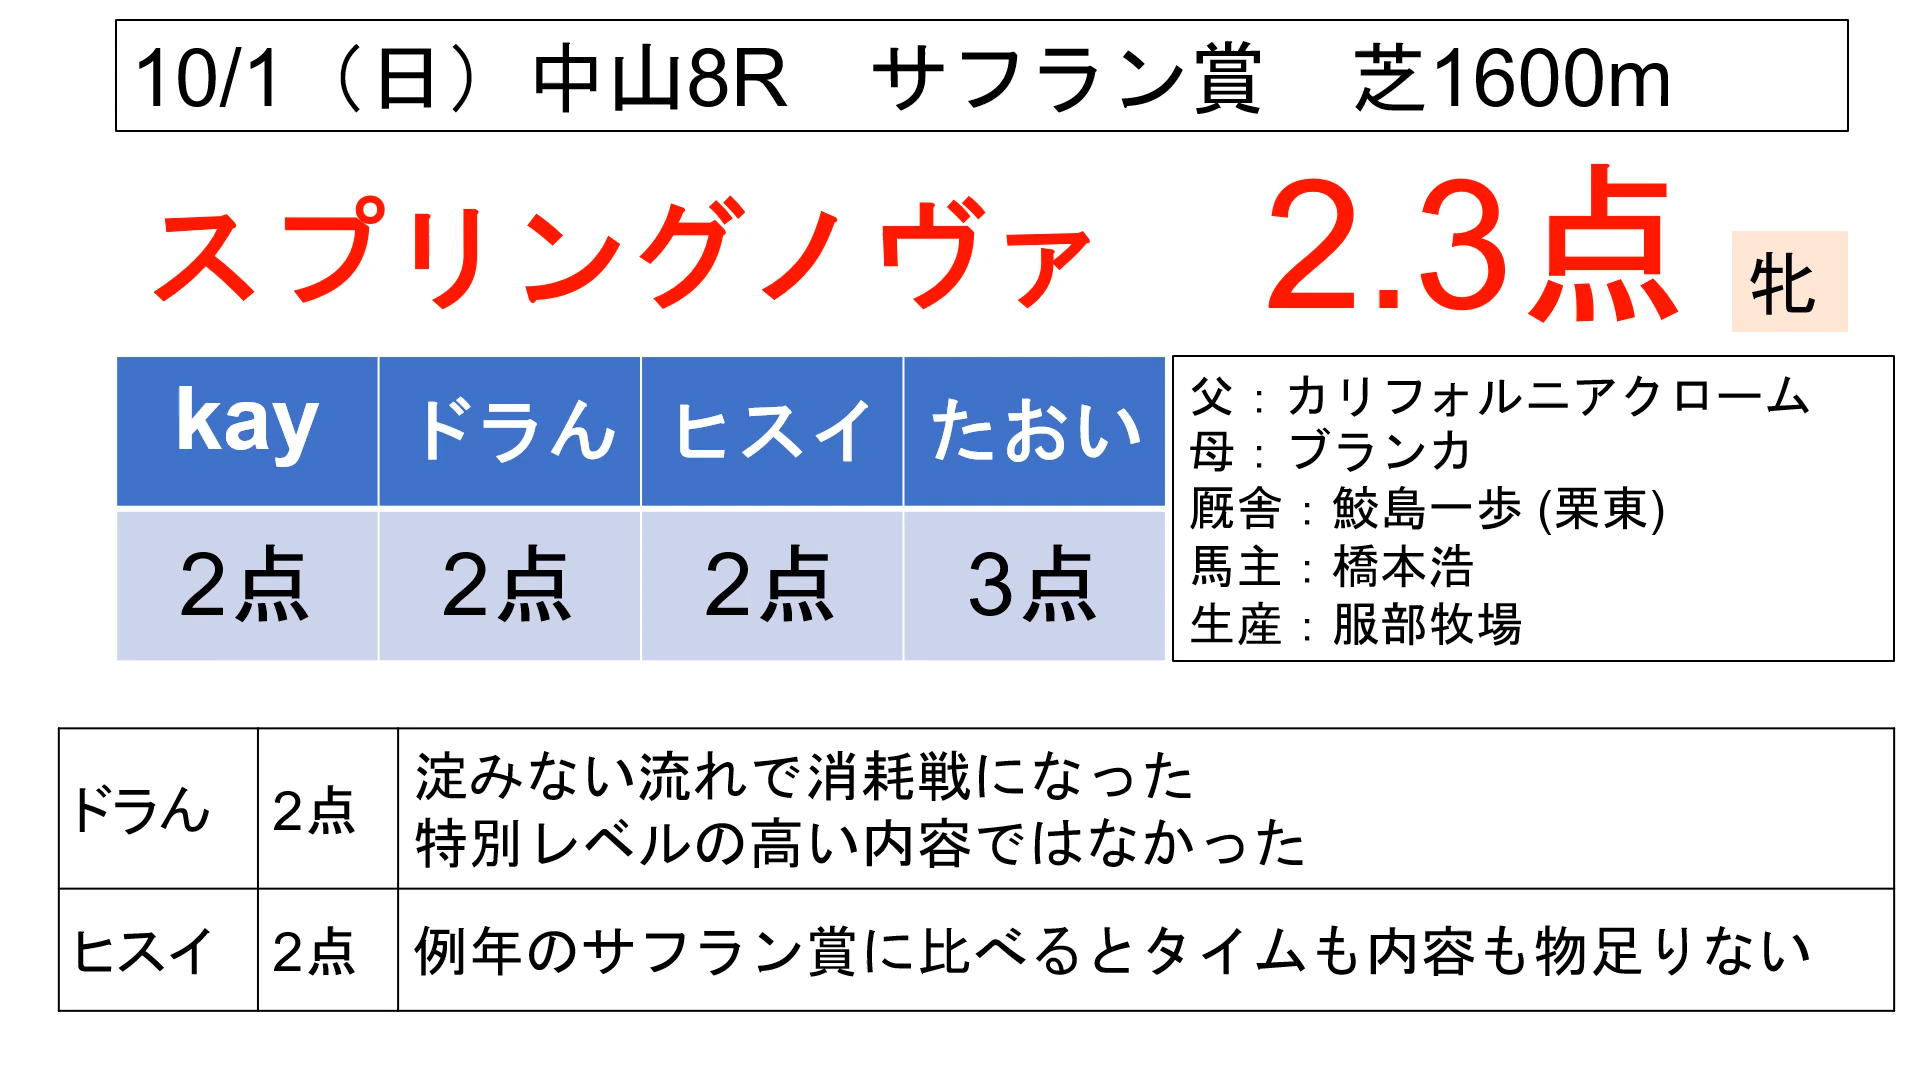 10/1（日）中山8R　サフラン賞　芝1600m
スプリングノヴァ　2.3点 牝
kay ドラん ヒスイ たおい
2点 2点 2点 3点
父：カリフォルニアクローム
母：ブランカ
厩舎：鮫島一歩 (栗東)
馬主：橋本浩
生産：服部牧場
ドラん 2点 淀みない流れで消耗戦になった
特別レベルの高い内容ではなかった
ヒスイ 2点 例年のサフラン賞に比べるとタイムも内容も物足りない